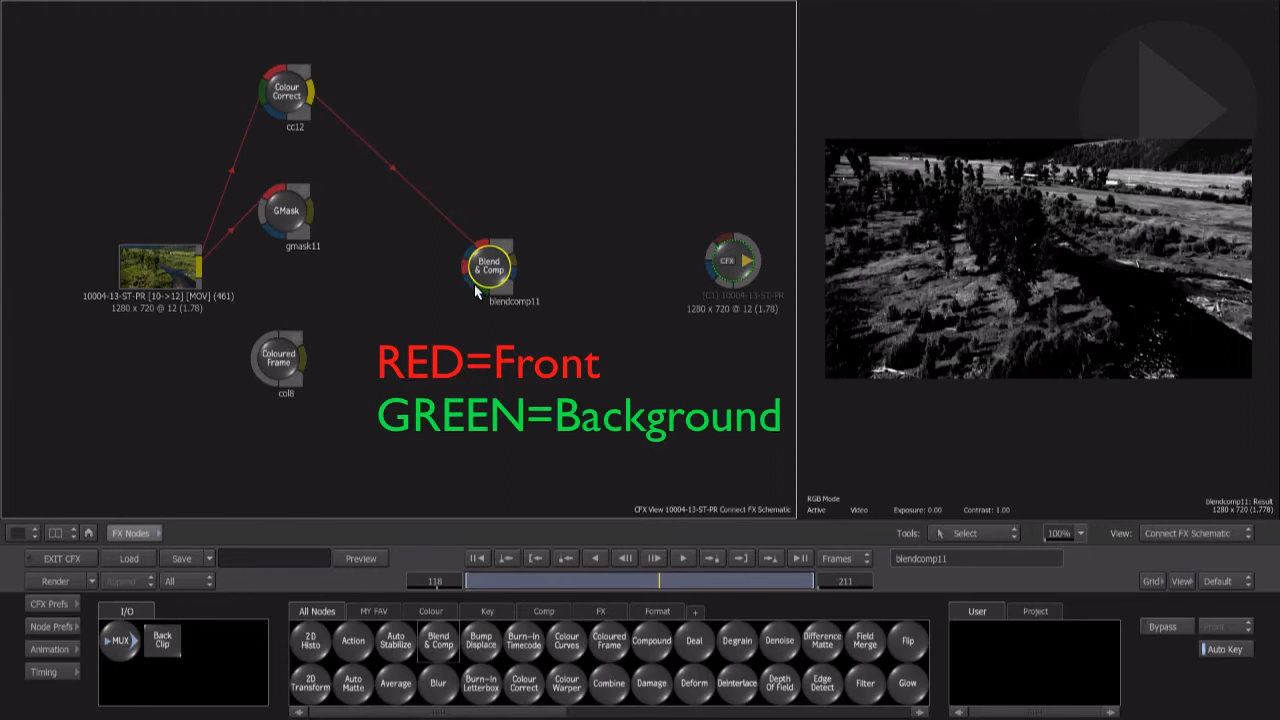 Colour
Correct
cc12
GMask
gmask11
10004-13-ST-PR [10->12] [MOV] (461)
1280 x 720 @ 12 (1.78)
Blend
& Comp
blendcomp11
CFX
(C1) 10004-13-ST-PR
1280 x 720 @ 12 (1.78)
Coloured
Frame
col8
RED=Front
GREEN=Background
CFX View 10004-13-ST-PR Connect FX Schematic
RGB Mode
Active Video Exposure: 0.00 Contrast: 1.00
blendcomp11: Result
1280 x 720 (1.778)
FX Nodes
Tools: Select 100% View: Connect FX Schematic
EXIT CFX Load Save Preview Frames blendcomp11
Render Append All 118 211 Grid View Default
CFX Prefs I/O All Nodes MY FAV Colour Key Comp FX Format + User Project
Node Prefs
Animation
Timing
MUX Back
Clip
2D
Histo Action Auto
Stabilize Blend
& Comp Bump
Displace Burn-In
Timecode Colour
Curves Coloured
Frame Compound Deal Degrain Denoise Difference
Matte Field
Merge Flip
2D
Transform Auto
Matte Average Blur Burn-In
Letterbox Colour
Correct Colour
Warper Combine Damage Deform Deinterlace Depth
Of Field Edge
Detect Filter Glow
Bypass Front
Auto Key